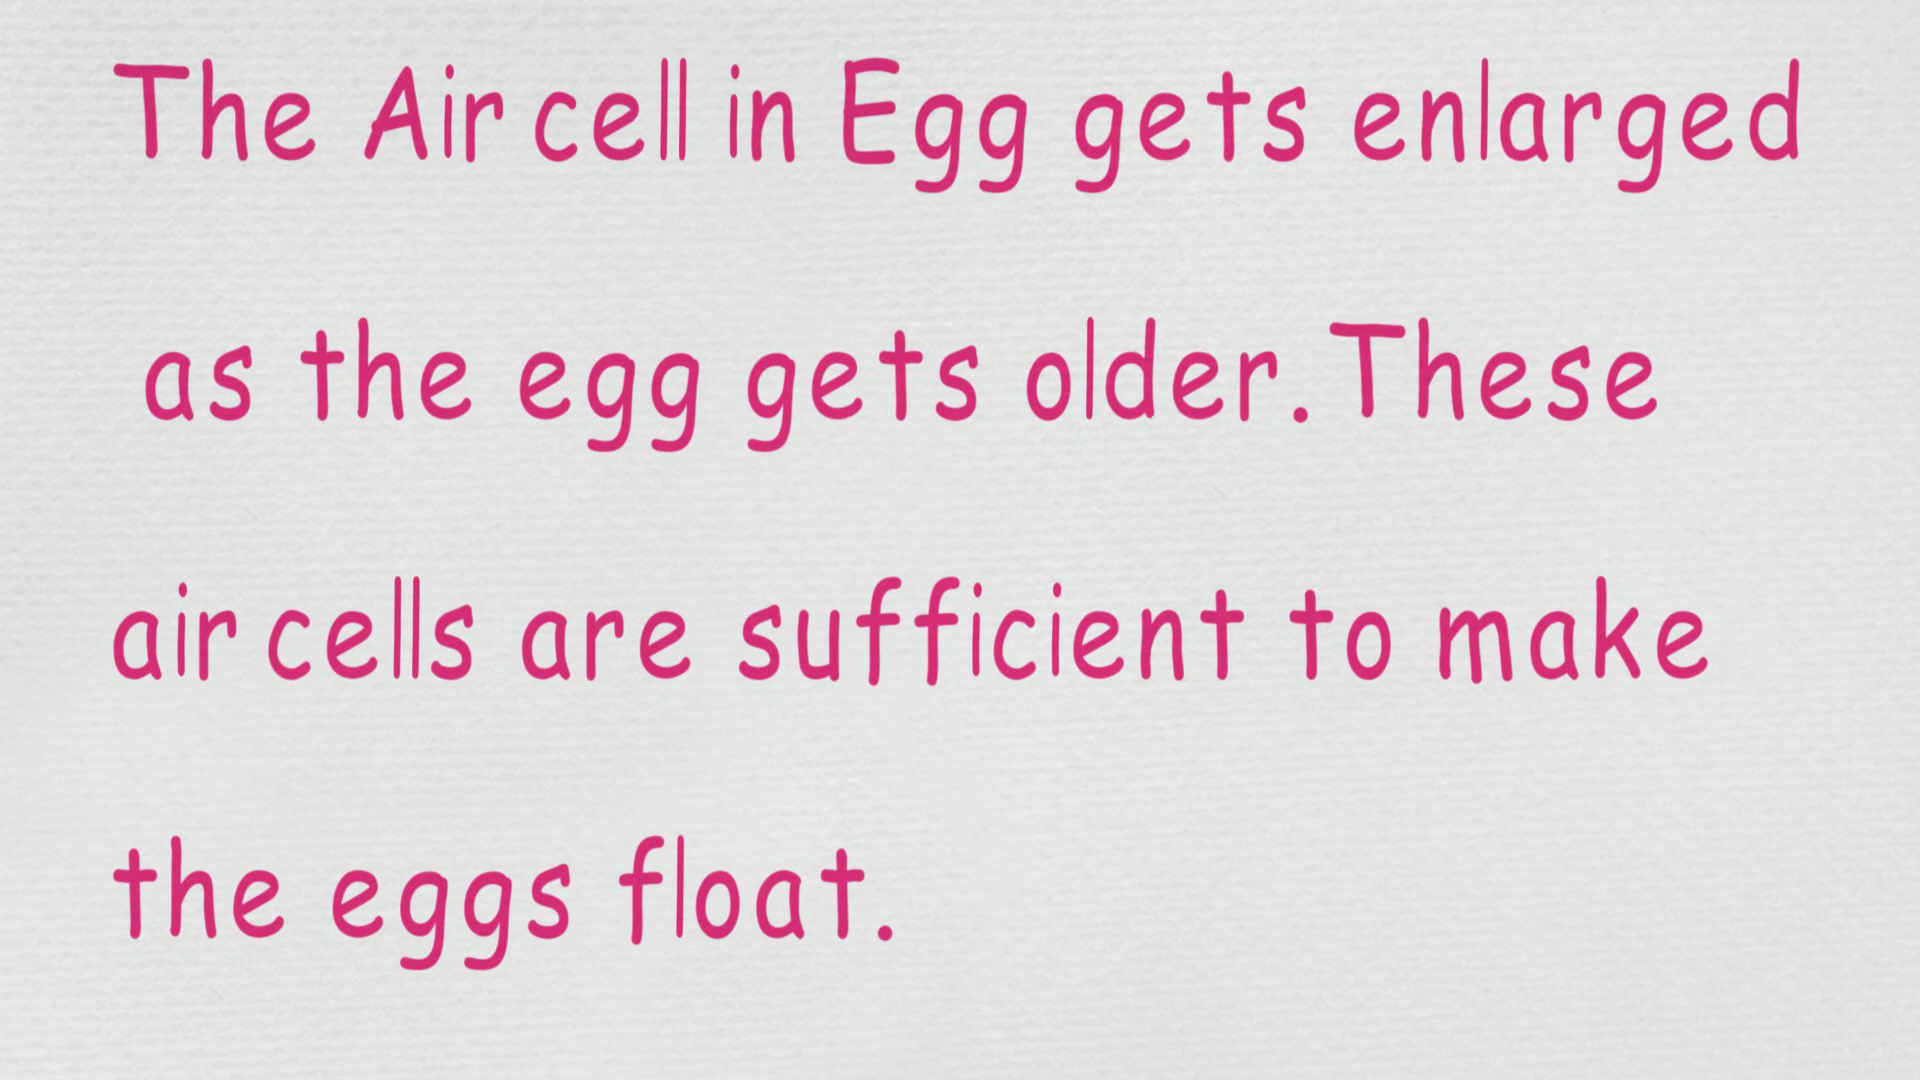 The Air cell in Egg gets enlarged
as the egg gets older.These
air cells are sufficient to make
the eggs float.